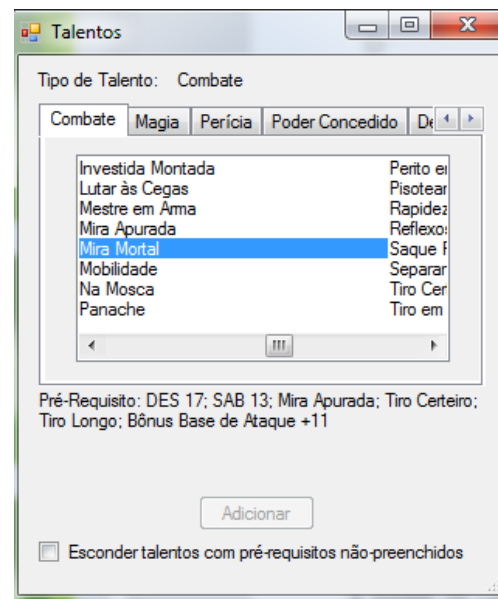 Talentos
Tipo de Talento: Combate
Combate Magia Perícia Poder Concedido
Investida Montada
Lutar às Cegas
Mestre em Arma
Mira Apurada
Mira Mortal
Mobilidade
Na Mosca
Panache
Perito
Pisotear
Rapidez
Reflexos
Saque
Separar
Tiro
Tiro em
Pré-Requisito: DES 17; SAB 13; Mira Apurada; Tiro Certeiro;
Tiro Longo; Bônus Base de Ataque +11
Adicionar
Esconder talentos com pré-requisitos não-preenchidos